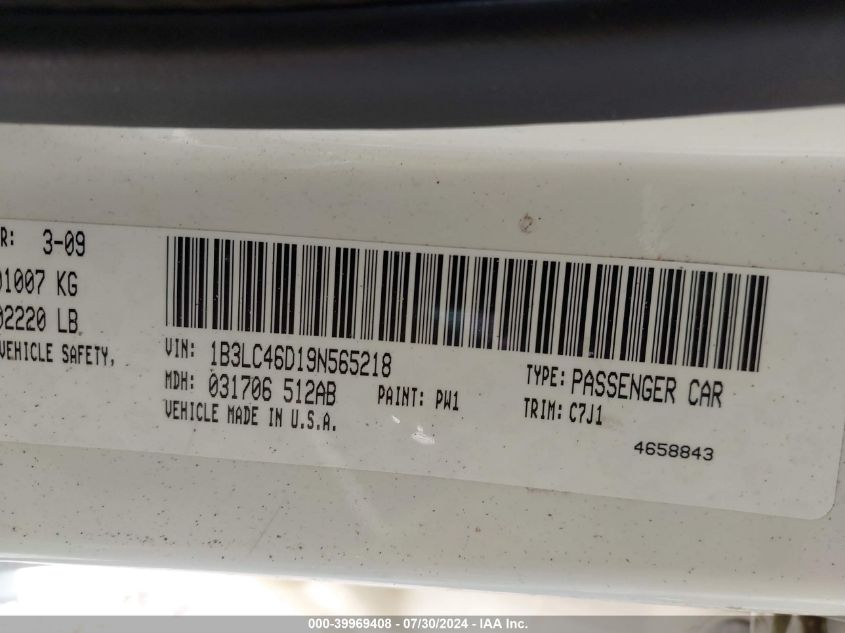 R: 3-09
01007 KG
02220 LB
VEHICLE SAFETY,
VIN: 1B3LC46D19N565218
TYPE: PASSENGER CAR
MDH: 031706 512AB
PAINT: PW1
TRIM: C7J1
VEHICLE MADE IN U.S.A.
4658843
000-39969408 - 07/30/2024 - IAA Inc.